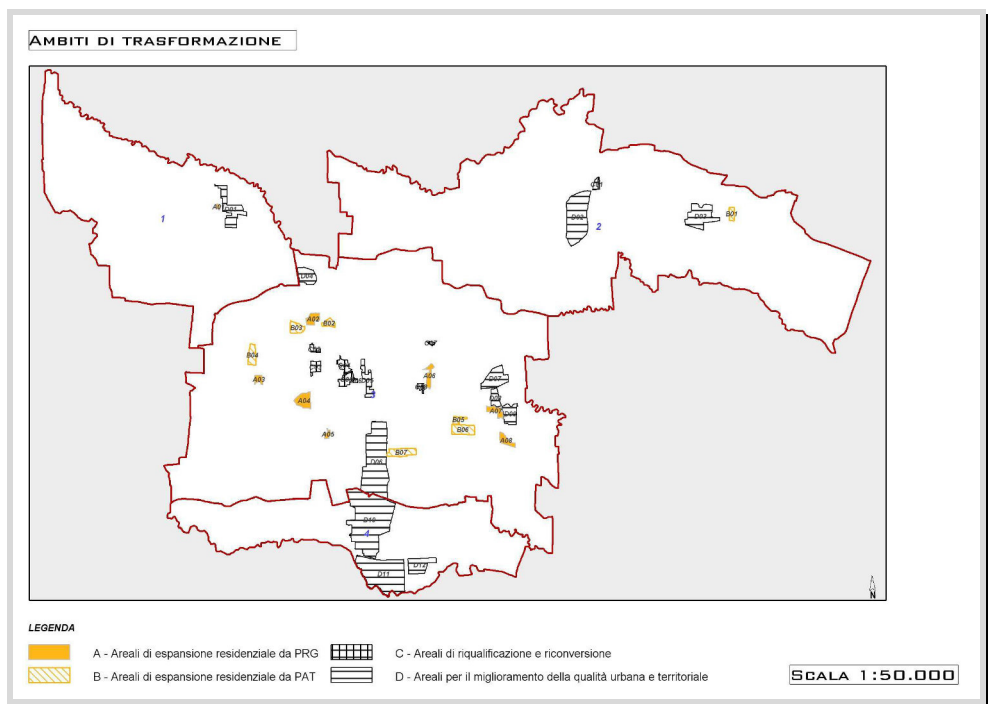 AMBITI DI TRASFORMAZIONE
1
2
3
4
D01
D02
D03
B01
D04
A02
B03
B02
B04
A03
A04
A05
A06
D07
A07
D08
B05
B06
A08
D06
B07
D10
D11
D12
N
LEGENDA
A - Areali di espansione residenziale da PRG
B - Areali di espansione residenziale da PAT
C - Areali di riqualificazione e riconversione
D - Areali per il miglioramento della qualità urbana e territoriale
SCALA 1:50.000